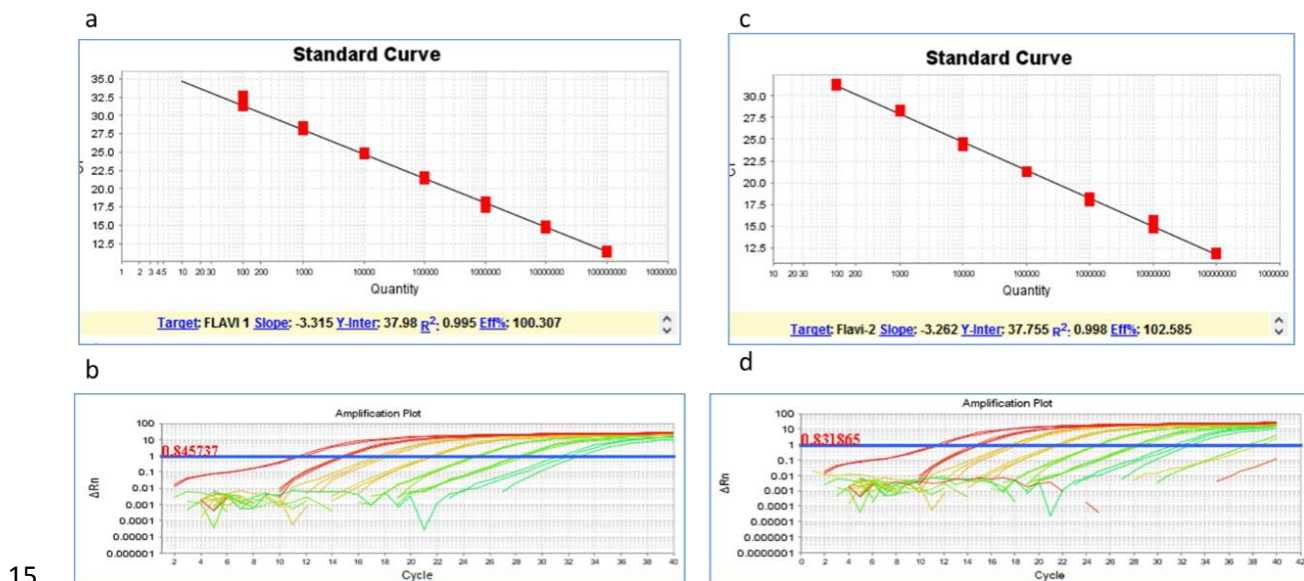 a
Standard Curve
35.0
32.5
30.0
27.5
25.0
22.5
20.0
17.5
15.0
12.5
1 2 3 4 5 10 20 30 100 200 1000 10000 100000 1000000 10000000 100000000 1000000
Quantity
Target: FLAVI 1 Slope: -3.315 Y-Inter: 37.98 R²: 0.995 Eff%: 100.307
c
Standard Curve
30.0
27.5
25.0
22.5
20.0
17.5
15.0
12.5
10 20 30 100 200 1000 10000 100000 1000000 10000000 100000000 1000000
Quantity
Target: Flavi-2 Slope: -3.262 Y-Inter: 37.755 R²: 0.998 Eff%: 102.585
b
Amplification Plot
100
10
1
0.1
0.01
0.001
0.0001
0.00001
0.000001
0.845737
ΔRn
2 4 6 8 10 12 14 16 18 20 22 24 26 28 30 32 34 36 38 40
Cycle
d
Amplification Plot
100
10
1
0.1
0.01
0.001
0.0001
0.00001
0.000001
0.831865
ΔRn
0 2 4 6 8 10 12 14 16 18 20 22 24 26 28 30 32 34 36 38 40 42
Cycle
15